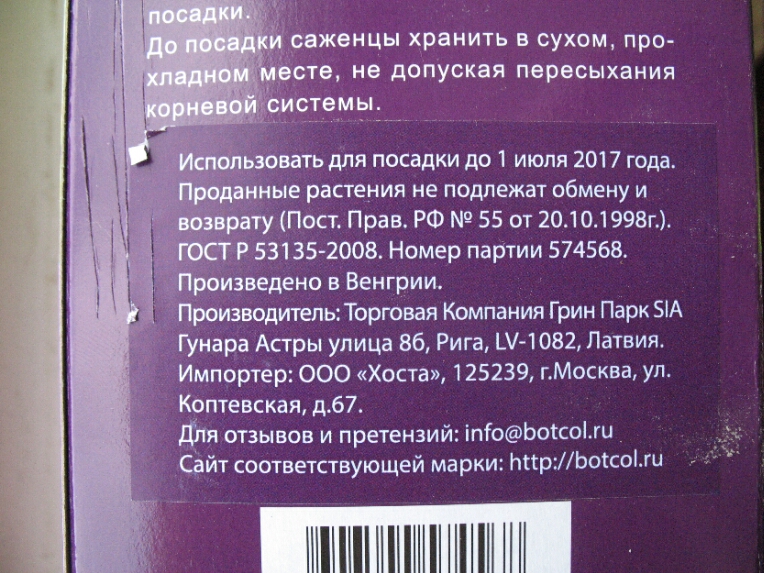 посадки.
До посадки саженцы хранить в сухом, про-
хладном месте, не допуская пересыхания
корневой системы.
Использовать для посадки до 1 июля 2017 года.
Проданные растения не подлежат обмену и
возврату (Пост. Прав. РФ № 55 от 20.10.1998г.).
ГОСТ Р 53135-2008. Номер партии 574568.
Произведено в Венгрии.
Производитель: Торговая Компания Грин Парк SIA
Гунара Астры улица 8б, Рига, LV-1082, Латвия.
Импортер: ООО «Хоста», 125239, г.Москва, ул.
Коптевская, д.67.
Для отзывов и претензий: info@botcol.ru
Сайт соответствующей марки: http://botcol.ru